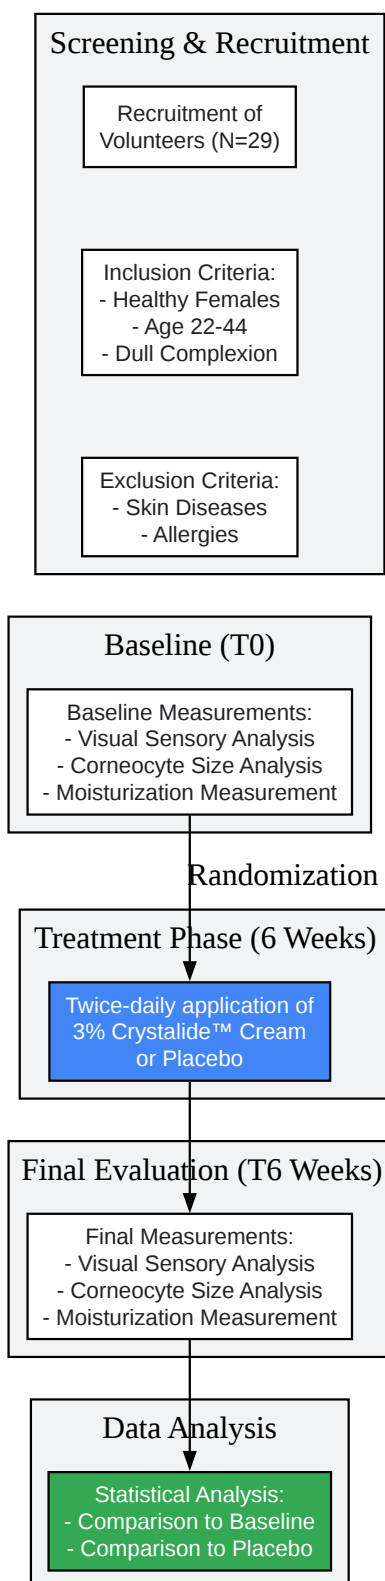 Screening & Recruitment
Recruitment of
Volunteers (N=29)
Inclusion Criteria:
- Healthy Females
- Age 22-44
- Dull Complexion
Exclusion Criteria:
- Skin Diseases
- Allergies
Baseline (T0)
Baseline Measurements:
- Visual Sensory Analysis
- Corneocyte Size Analysis
- Moisturization Measurement
Randomization
Treatment Phase (6 Weeks)
Twice-daily application of
3% Crystalide™ Cream
or Placebo
Final Evaluation (T6 Weeks)
Final Measurements:
- Visual Sensory Analysis
- Corneocyte Size Analysis
- Moisturization Measurement
Data Analysis
Statistical Analysis:
- Comparison to Baseline
- Comparison to Placebo